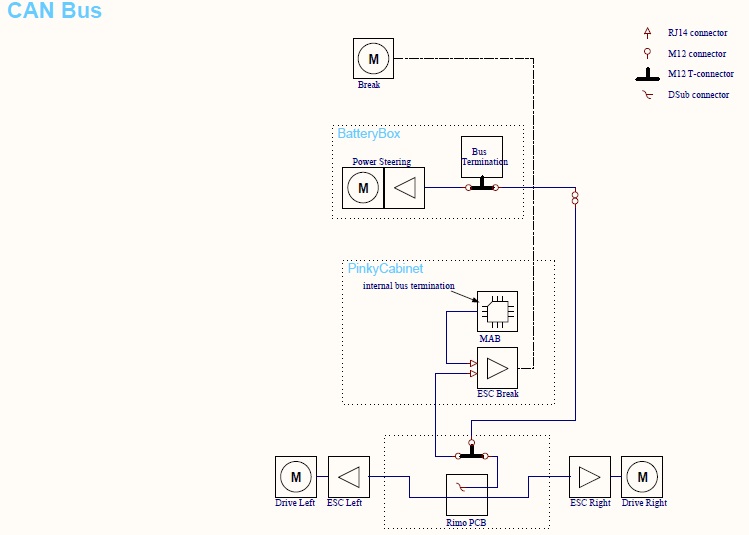 CAN Bus
RJ14 connector
M12 connector
M12 T-connector
DSub connector
M
Break
BatteryBox
Power Steering
Bus
Termination
M
PinkyCabinet
internal bus termination
MAB
ESC Break
M
Drive Left
ESC Left
Rimo PCB
ESC Right
M
Drive Right